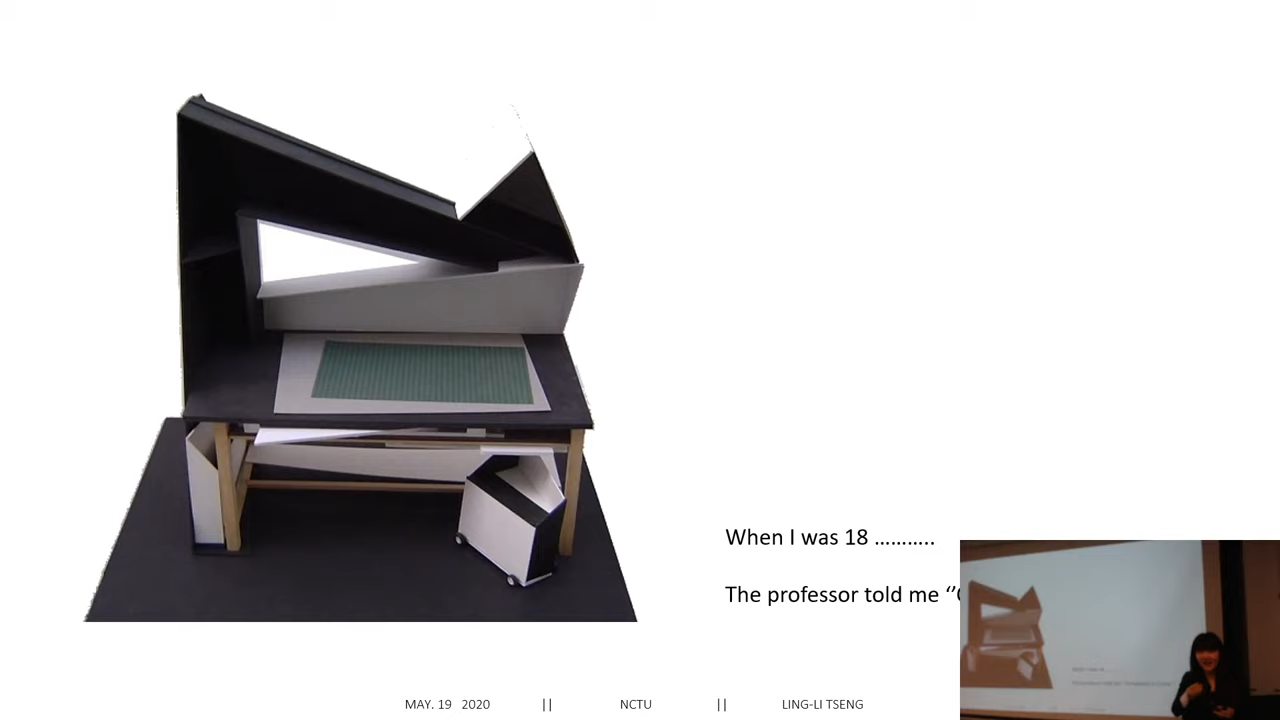 When I was 18 ………..
The professor told me ‘’
MAY. 19 2020 || NCTU || LING-LI TSENG